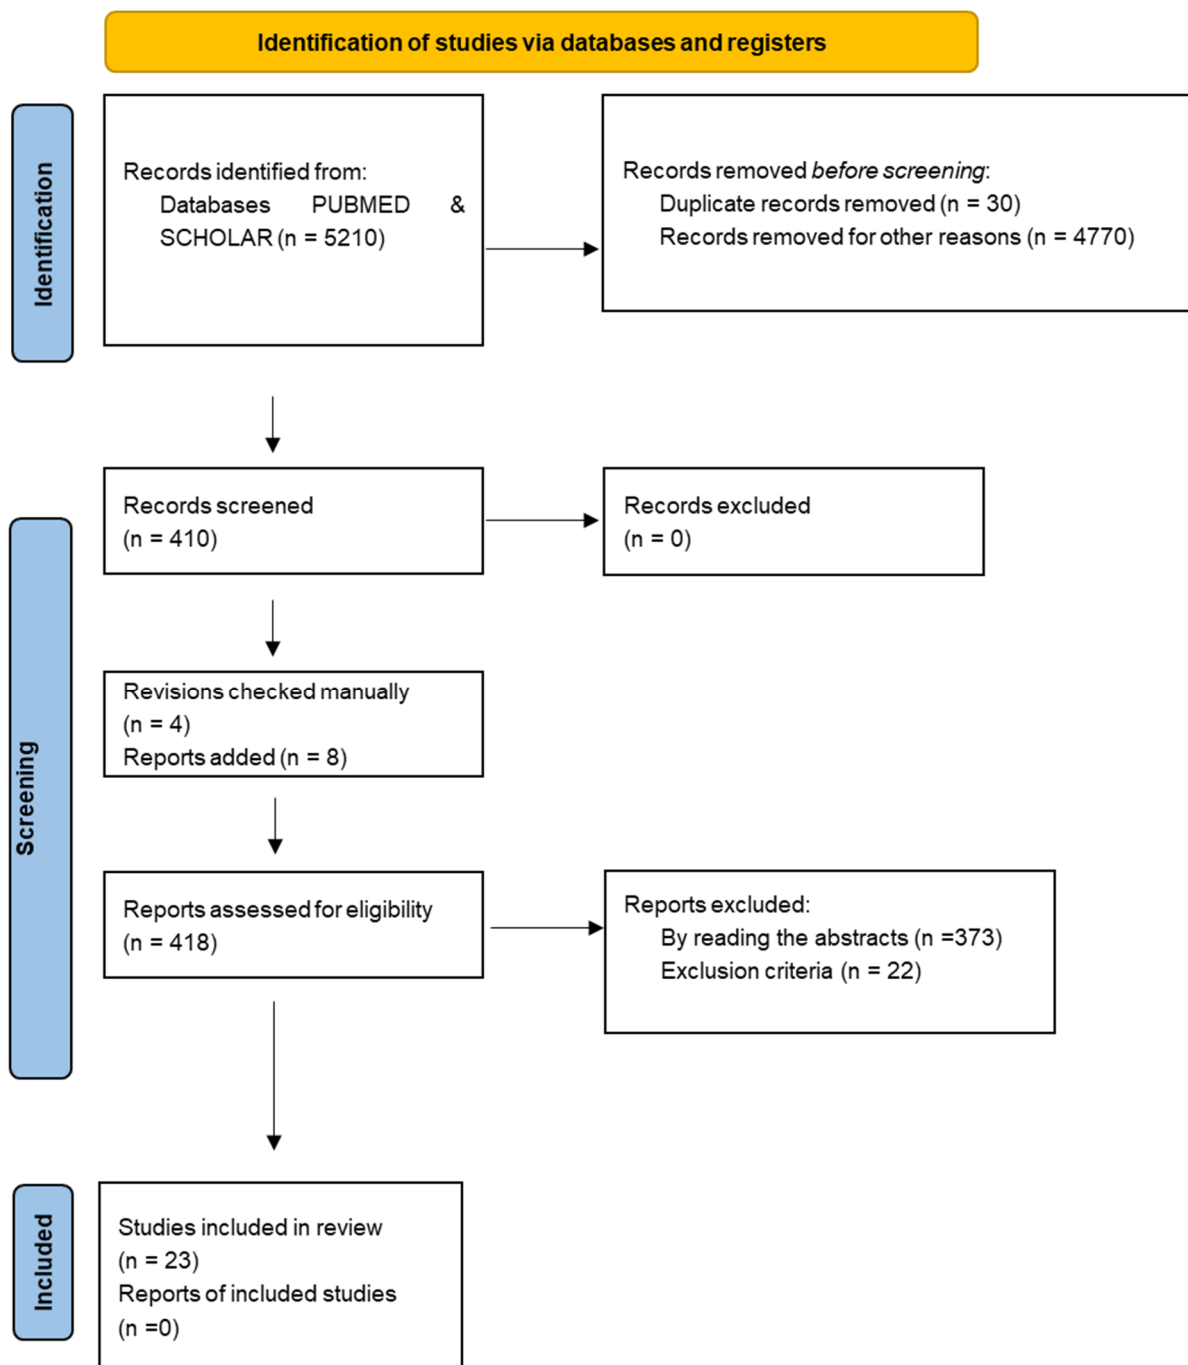 Identification of studies via databases and registers
Identification
Records identified from:
Databases PUBMED &
SCHOLAR (n = 5210)
Records removed before screening:
Duplicate records removed (n = 30)
Records removed for other reasons (n = 4770)
Screening
Records screened
(n = 410)
Records excluded
(n = 0)
Revisions checked manually
(n = 4)
Reports added (n = 8)
Reports assessed for eligibility
(n = 418)
Reports excluded:
By reading the abstracts (n =373)
Exclusion criteria (n = 22)
Included
Studies included in review
(n = 23)
Reports of included studies
(n =0)